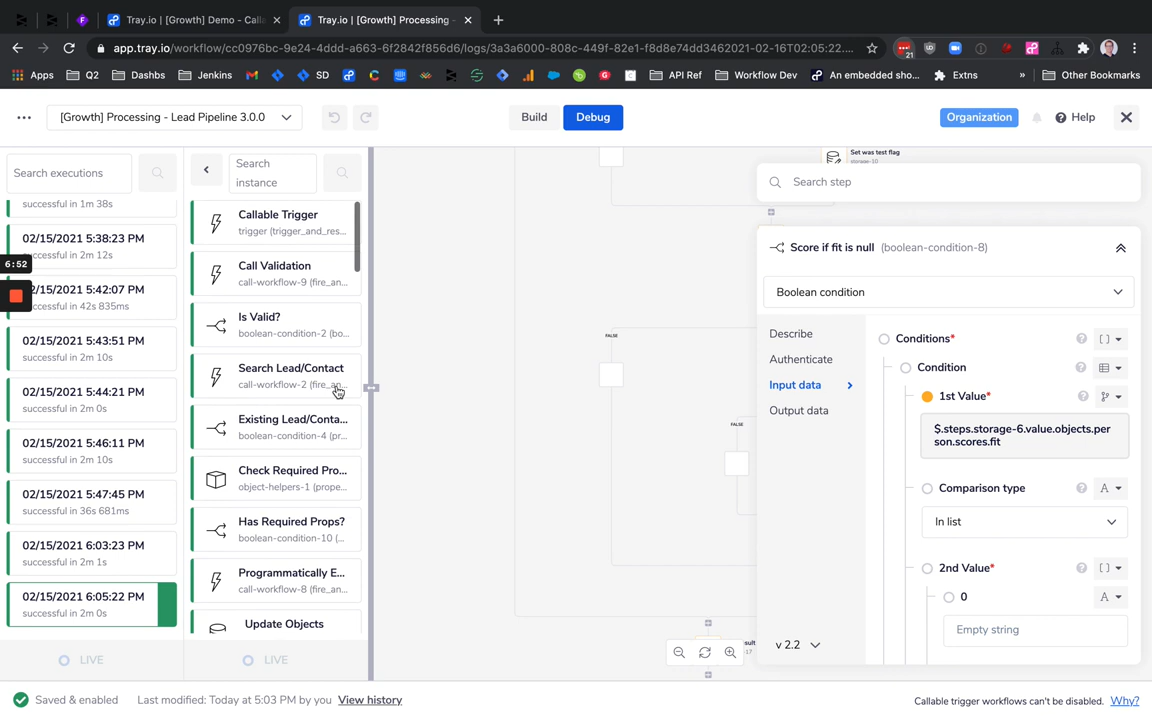 Tray.io | [Growth] Demo - Calla
Tray.io | [Growth] Processing -
app.tray.io/workflow/cc0976bc-9e24-4ddd-a663-6f2842f856d6/logs/3a3a6000-808c-449f-82e1-f8d8e74dd3462021-02-16T02:05:22....
21
Apps
Q2
Dashbs
Jenkins
SD
API Ref
Workflow Dev
An embedded sho...
Extns
»
Other Bookmarks
[Growth] Processing - Lead Pipeline 3.0.0
Build
Debug
Organization
Help
Search executions
successful in 1m 38s
02/15/2021 5:38:23 PM
successful in 2m 12s
6:52
/15/2021 5:42:07 PM
ccessful in 42s 835ms
02/15/2021 5:43:51 PM
successful in 2m 10s
02/15/2021 5:44:21 PM
successful in 2m 0s
02/15/2021 5:46:11 PM
successful in 2m 10s
02/15/2021 5:47:45 PM
successful in 36s 681ms
02/15/2021 6:03:23 PM
successful in 2m 1s
02/15/2021 6:05:22 PM
successful in 2m 0s
LIVE
Search
instance
Callable Trigger
trigger (trigger_and_res...
Call Validation
call-workflow-9 (fire_an...
Is Valid?
boolean-condition-2 (bo...
Search Lead/Contact
call-workflow-2 (fire_an...
Existing Lead/Conta...
boolean-condition-4 (pr...
Check Required Pro...
object-helpers-1 (prope...
Has Required Props?
boolean-condition-10 (...
Programmatically E...
call-workflow-8 (fire_an...
Update Objects
LIVE
Set was test flag
storage-10
FALSE
FALSE
sult
-17
Search step
Score if fit is null (boolean-condition-8)
Boolean condition
Describe
Authenticate
Input data
Output data
v 2.2
Conditions*
Condition
1st Value*
$.steps.storage-6.value.objects.per
son.scores.fit
Comparison type
A
In list
2nd Value*
0
A
Empty string
Saved & enabled
Last modified: Today at 5:03 PM by you
View history
Callable trigger workflows can't be disabled.
Why?